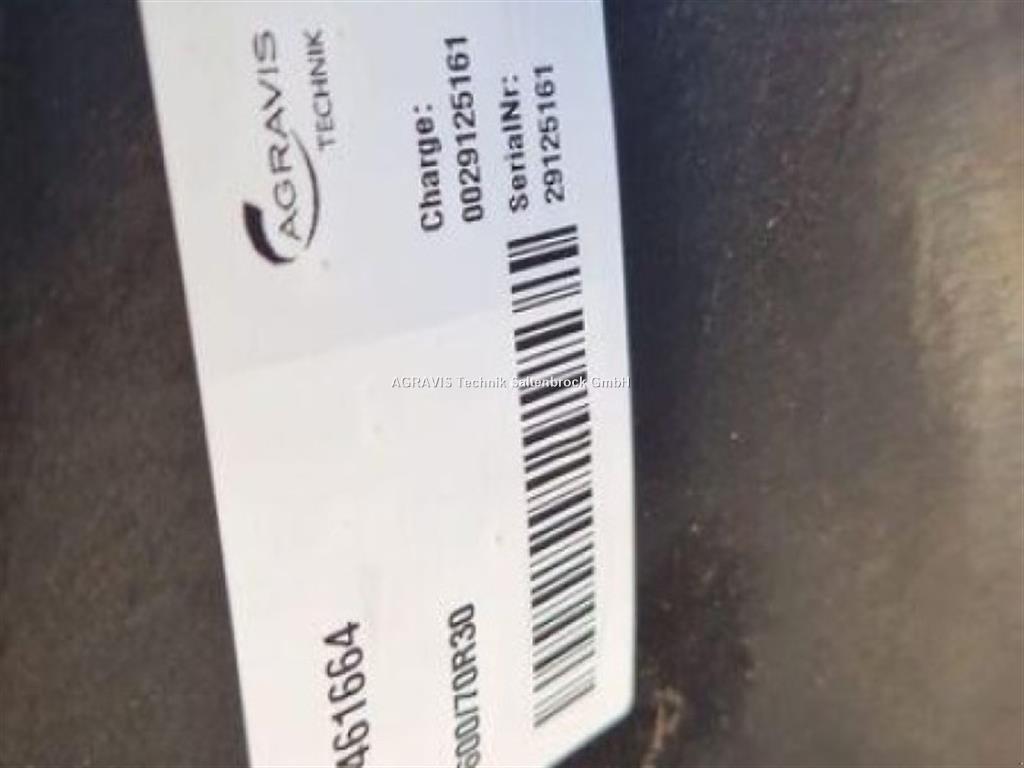 AGRAVIS
TECHNIK
Charge:
0029125161
SerialNr:
29125161
461664
600/70R30
AGRAVIS Technik Saltenbrock GmbH